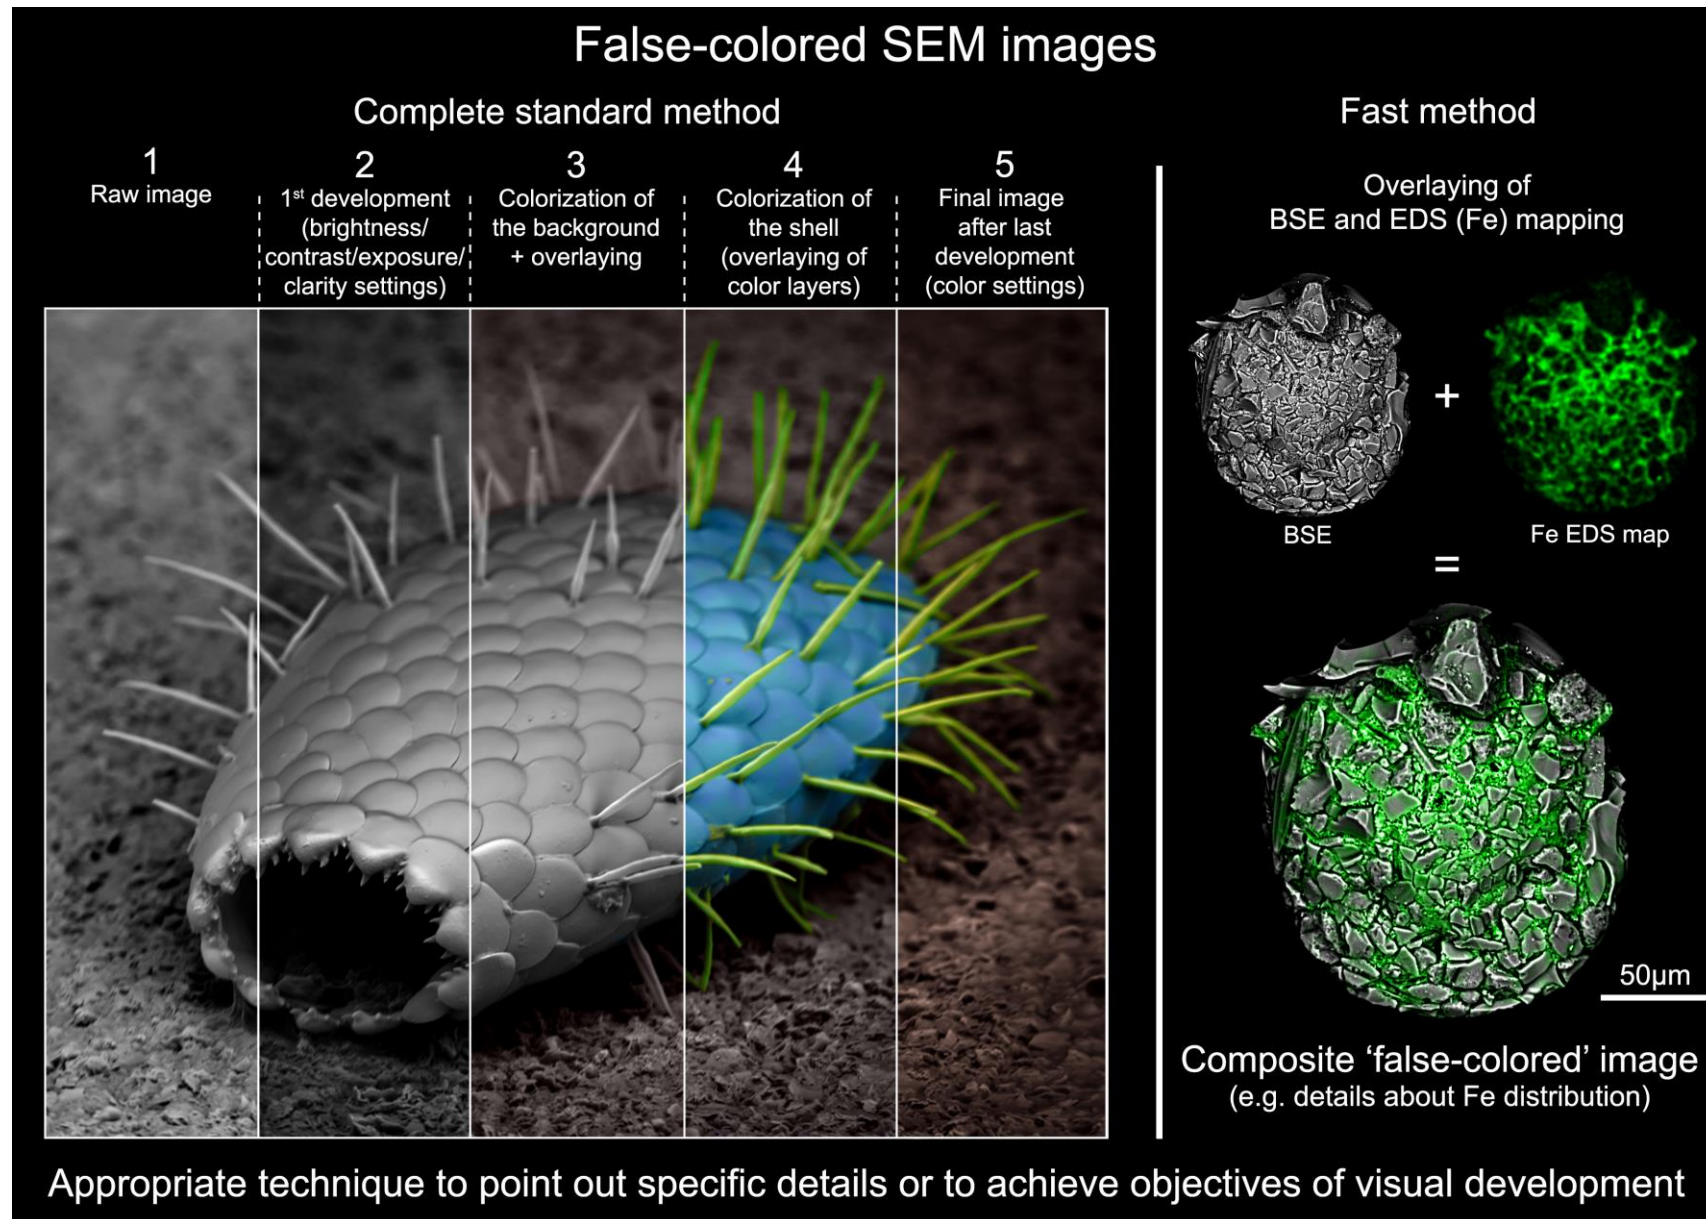 False-colored SEM images
Complete standard method
1
Raw image
2
1st development
(brightness/
contrast/exposure/
clarity settings)
3
Colorization of
the background
+ overlaying
4
Colorization of
the shell
(overlaying of
color layers)
5
Final image
after last
development
(color settings)
Fast method
Overlaying of
BSE and EDS (Fe) mapping
+
BSE
Fe EDS map
=
50µm
Composite ‘false-colored’ image
(e.g. details about Fe distribution)
Appropriate technique to point out specific details or to achieve objectives of visual development